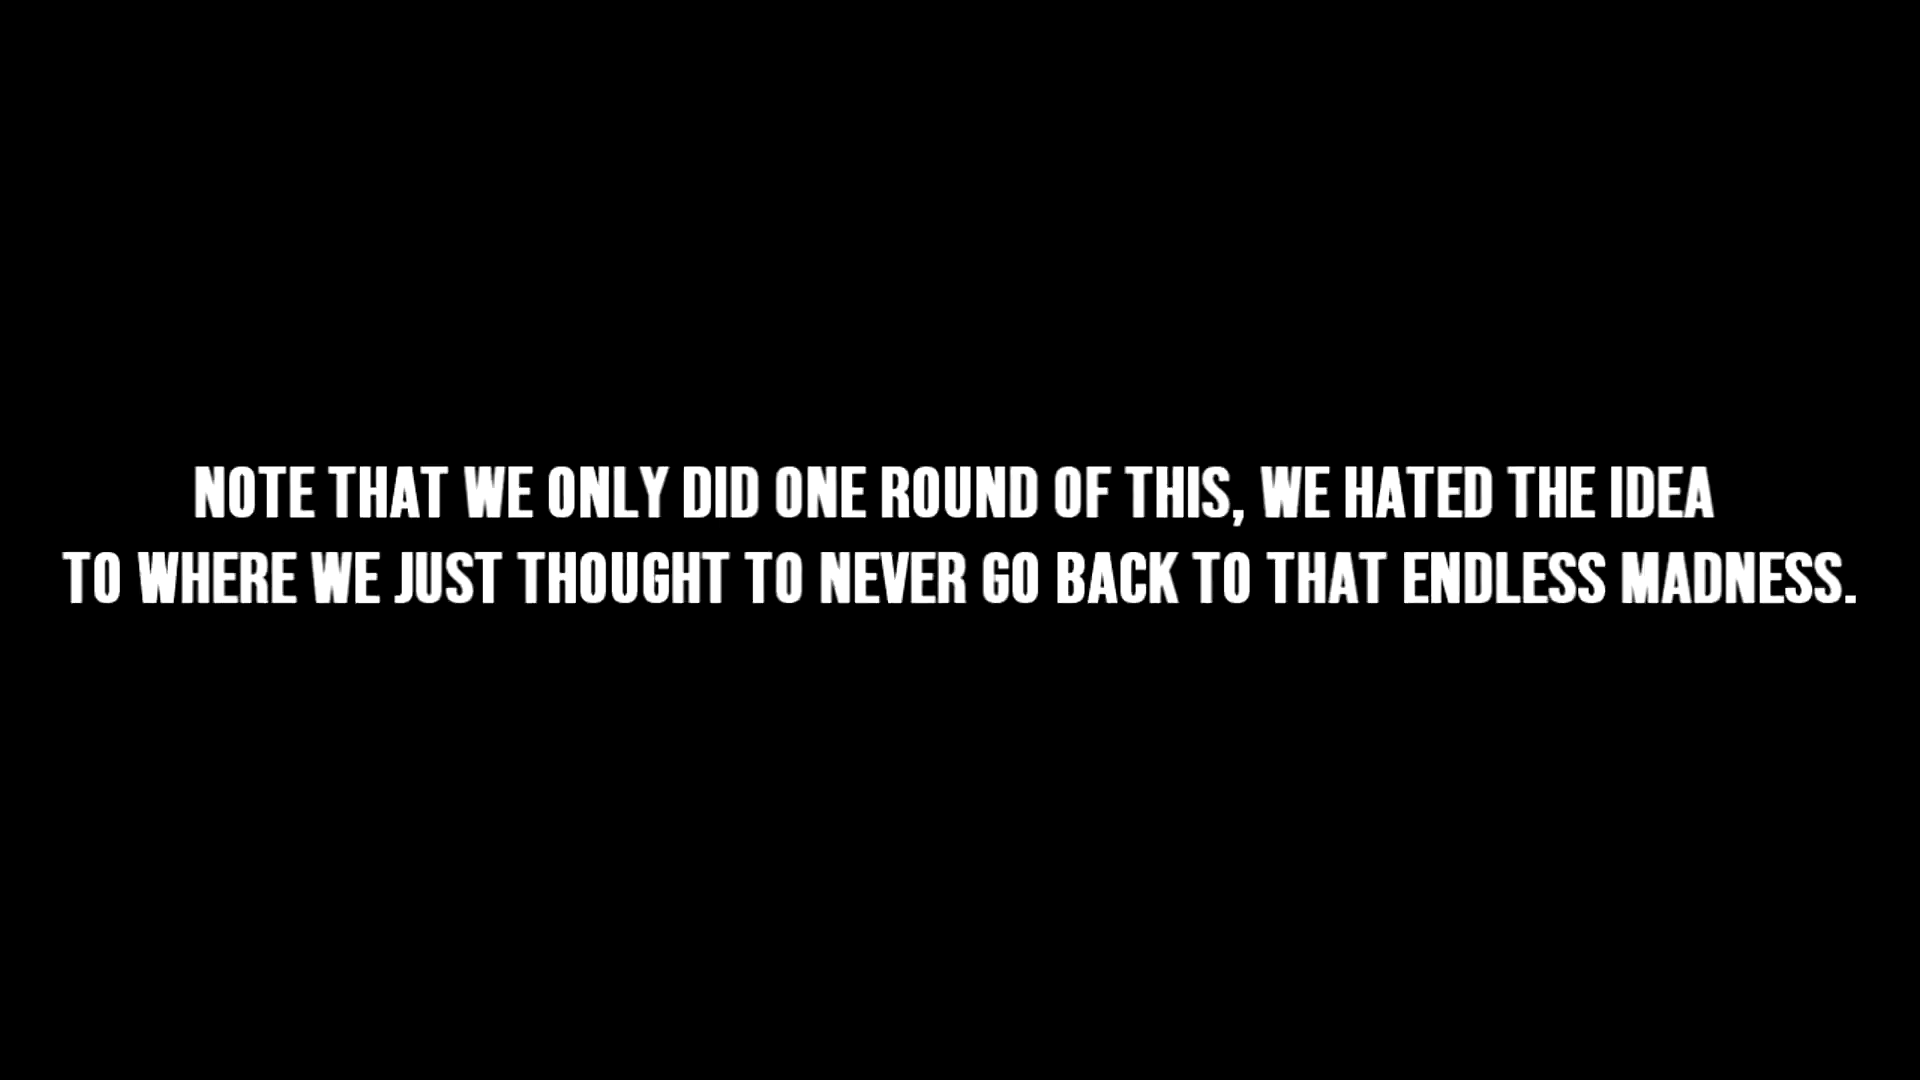 NOTE THAT WE ONLY DID ONE ROUND OF THIS, WE HATED THE IDEA
TO WHERE WE JUST THOUGHT TO NEVER GO BACK TO THAT ENDLESS MADNESS.